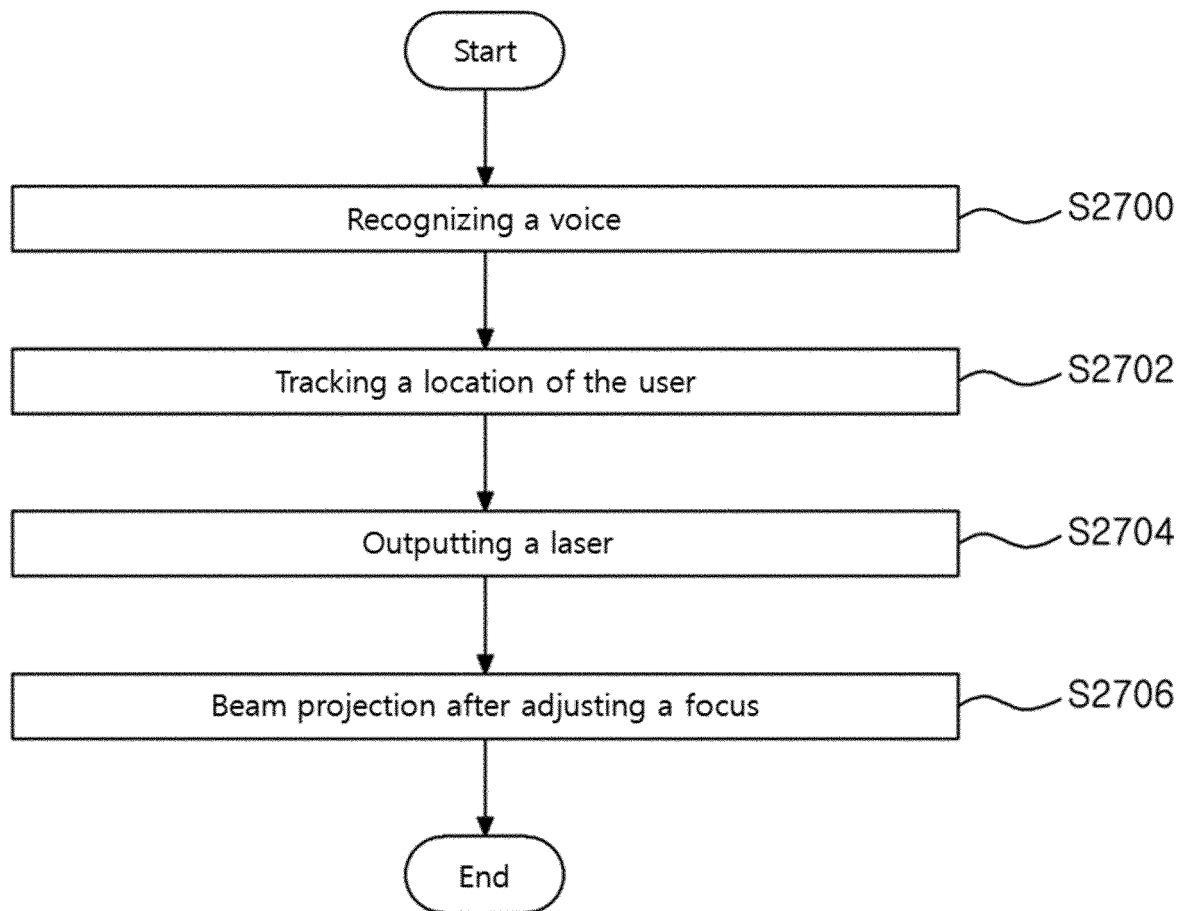 Start
Recognizing a voice
S2700
Tracking a location of the user
S2702
Outputting a laser
S2704
Beam projection after adjusting a focus
S2706
End